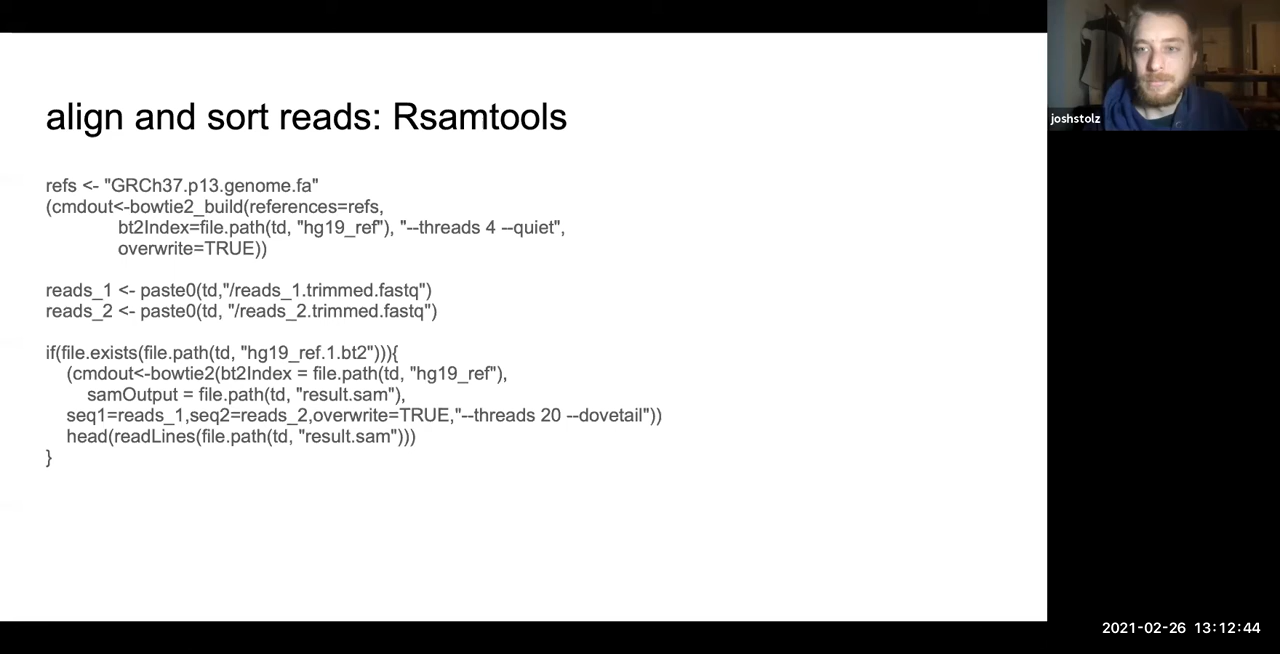 align and sort reads: Rsamtools
refs <- "GRCh37.p13.genome.fa"
(cmdout<-bowtie2_build(references=refs,
bt2Index=file.path(td, "hg19_ref"), "--threads 4 --quiet",
overwrite=TRUE))
reads_1 <- paste0(td,"/reads_1.trimmed.fastq")
reads_2 <- paste0(td, "/reads_2.trimmed.fastq")
if(file.exists(file.path(td, "hg19_ref.1.bt2"))){
(cmdout<-bowtie2(bt2Index = file.path(td, "hg19_ref"),
samOutput = file.path(td, "result.sam"),
seq1=reads_1,seq2=reads_2,overwrite=TRUE,"--threads 20 --dovetail"))
head(readLines(file.path(td, "result.sam")))
}
joshstolz
2021-02-26 13:12:44